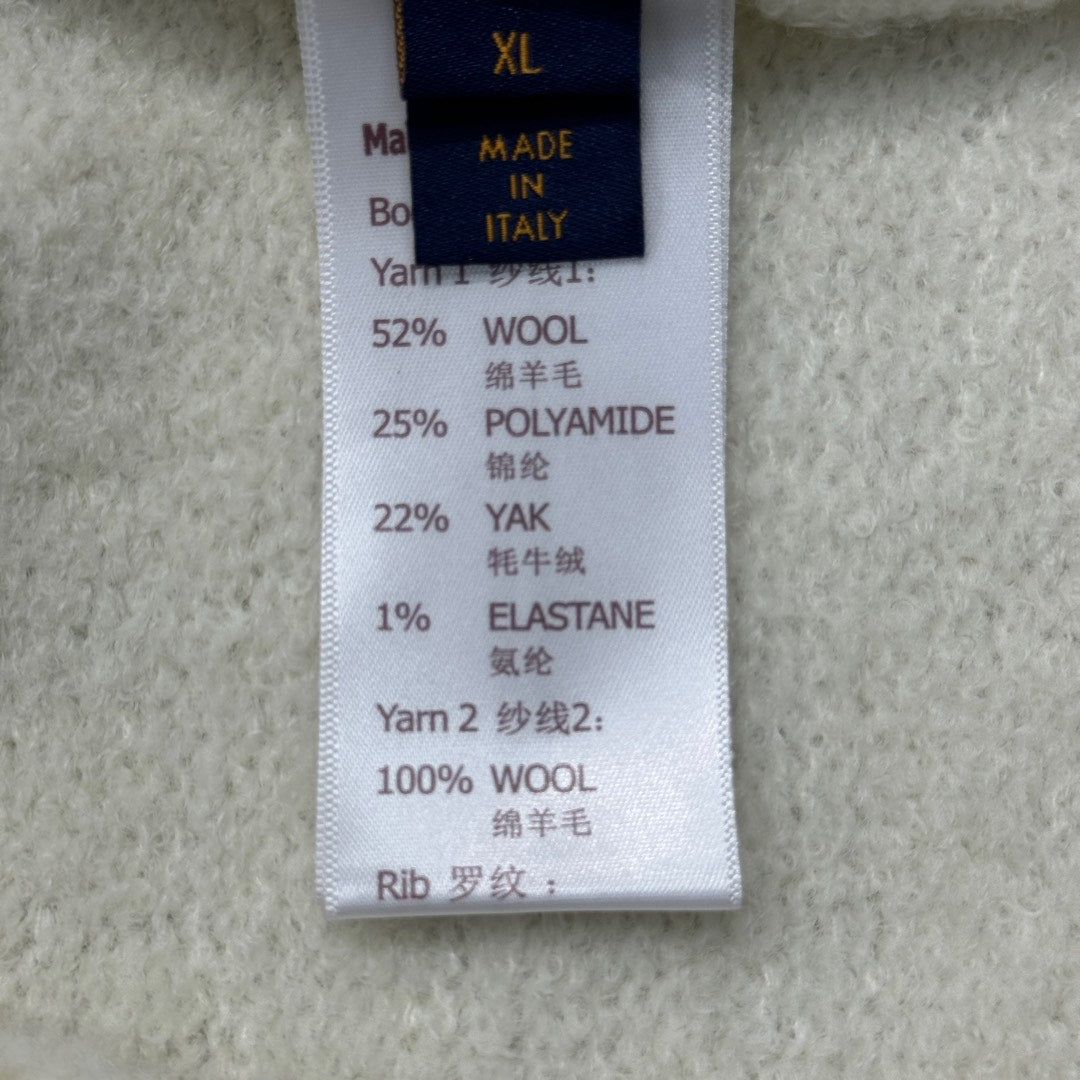 XL
MADE
IN
ITALY
Yarn 1 纱线1:
52% WOOL
绵羊毛
25% POLYAMIDE
锦纶
22% YAK
牦牛绒
1% ELASTANE
氨纶
Yarn 2 纱线2:
100% WOOL
绵羊毛
Rib 罗纹 :